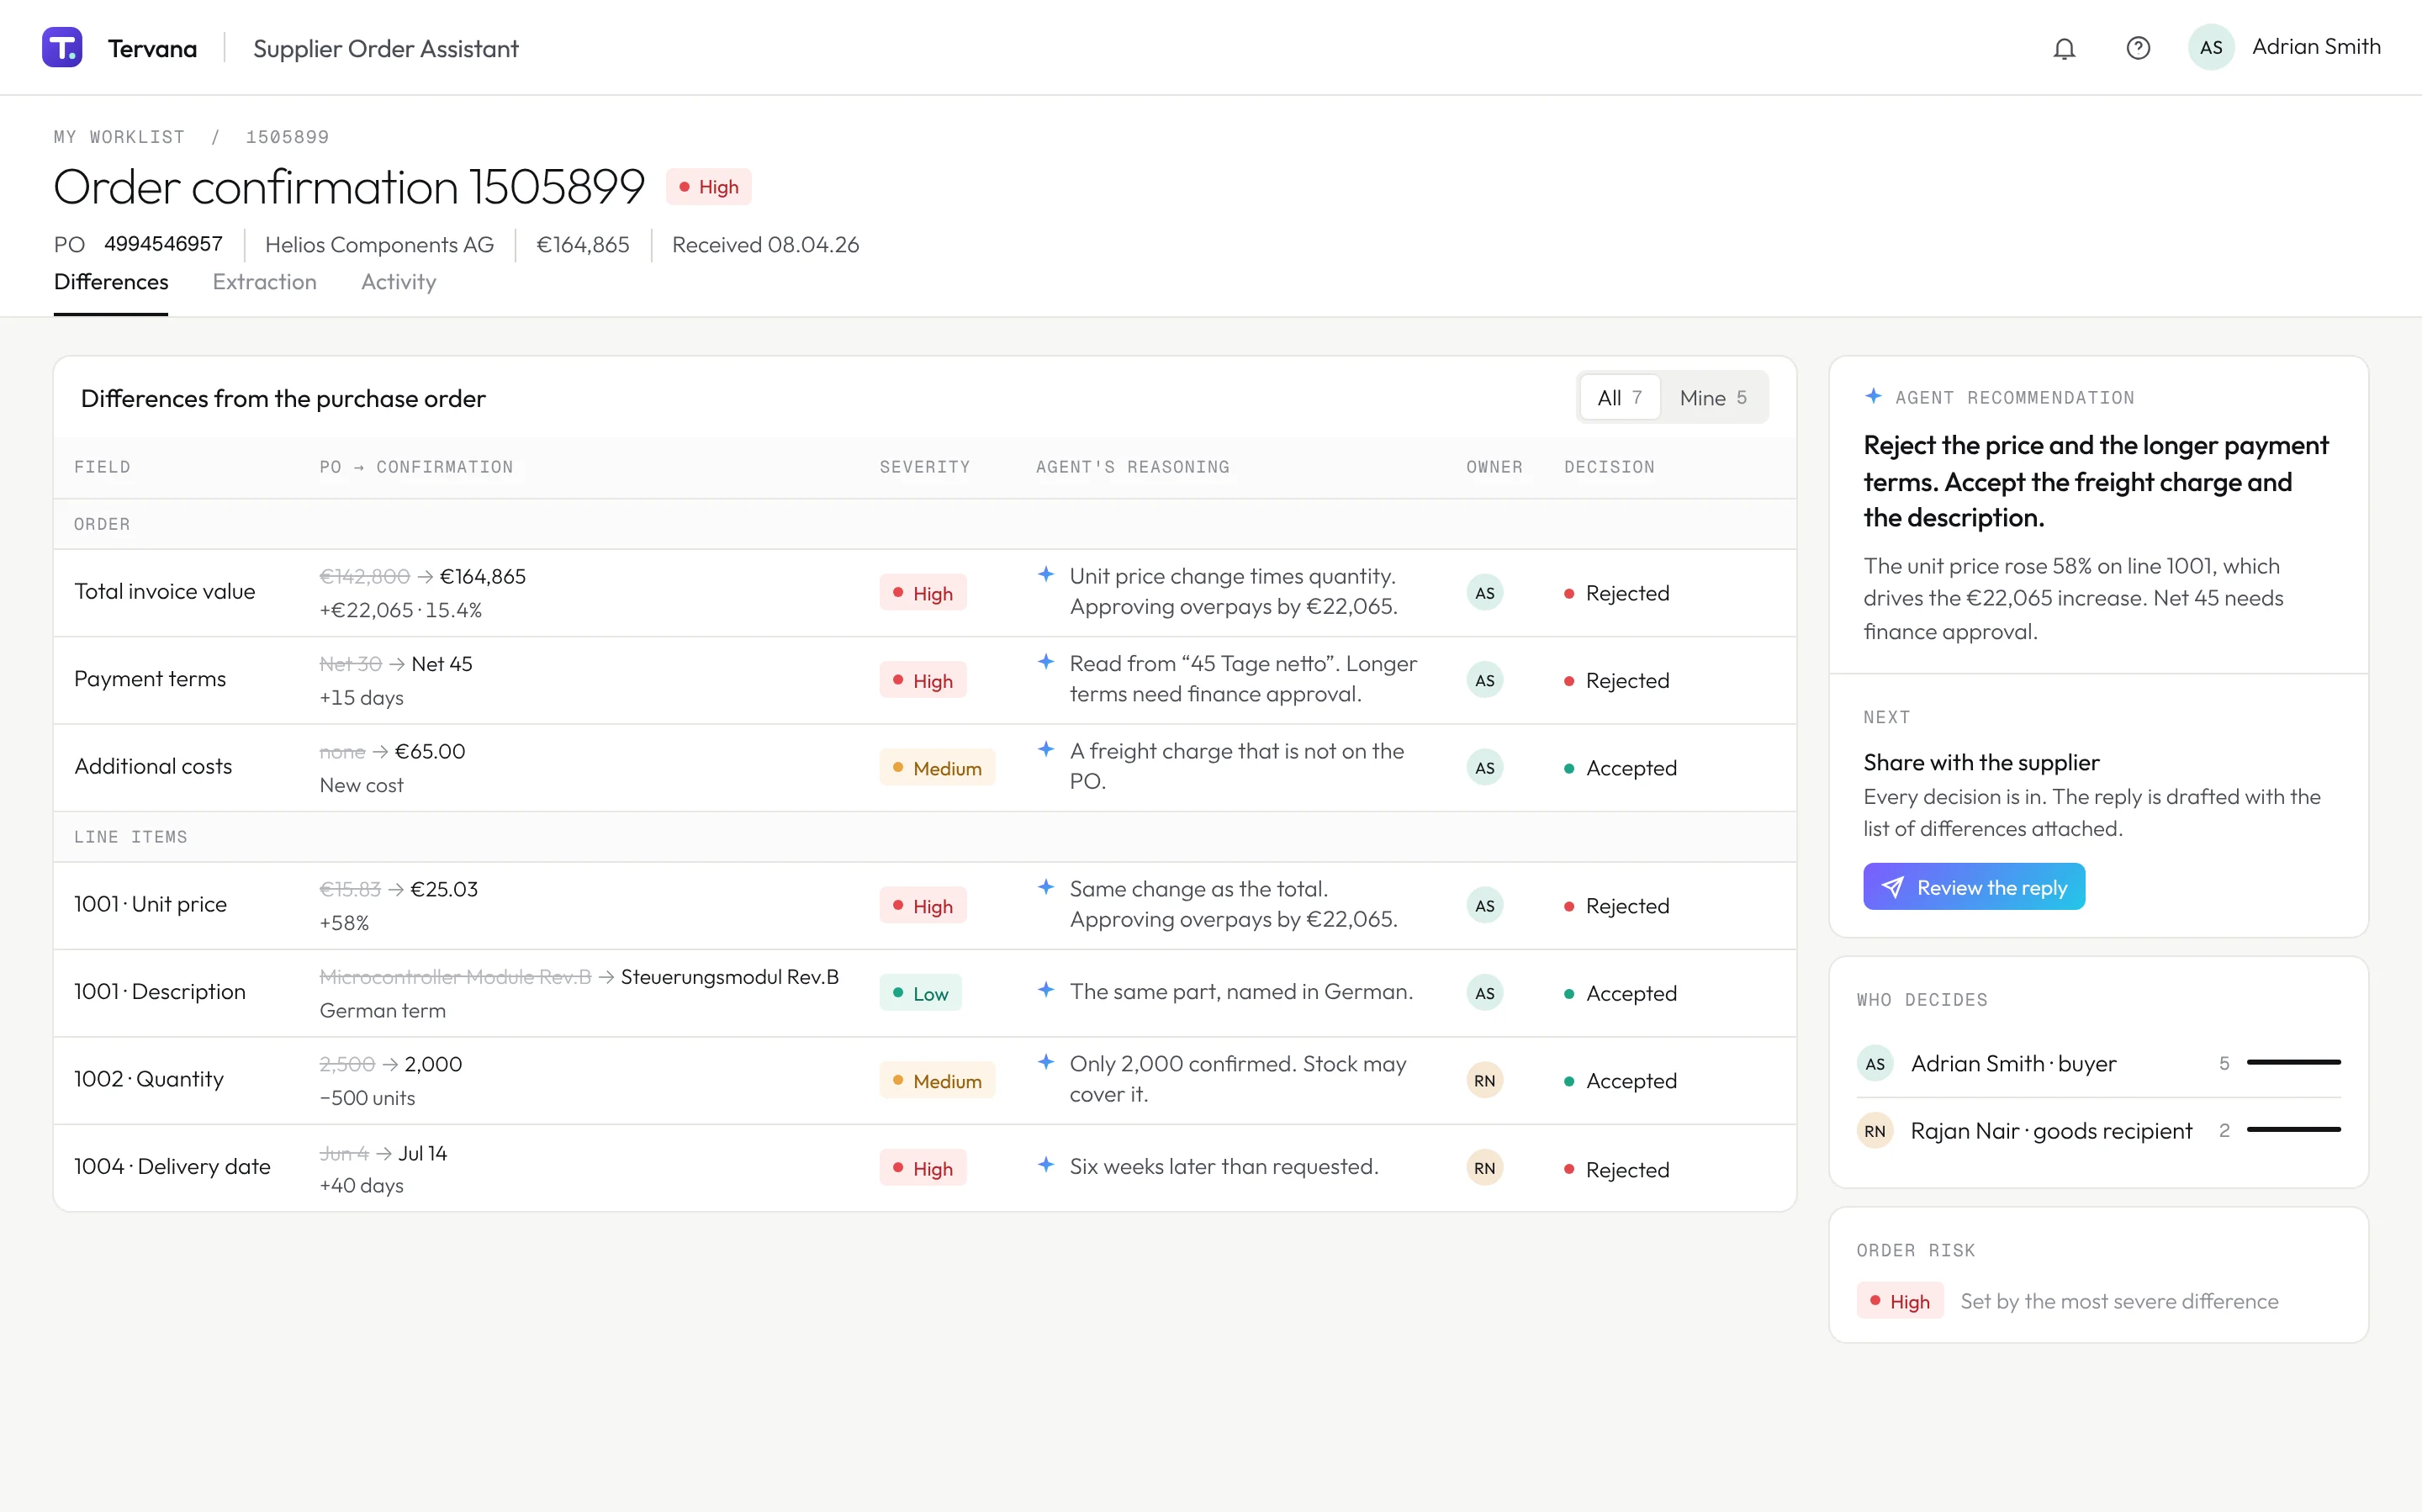 T. Tervana Supplier Order Assistant AS Adrian Smith
MY WORKLIST / 1505899
Order confirmation 1505899 High
PO 4994546957 Helios Components AG €164,865 Received 08.04.26
Differences Extraction Activity
Differences from the purchase order All 7 Mine 5
FIELD PO → CONFIRMATION SEVERITY AGENT'S REASONING OWNER DECISION
ORDER
Total invoice value
€142,800 → €164,865
+€22,065 · 15.4%
High
Unit price change times quantity.
Approving overpays by €22,065.
AS
Rejected
Payment terms
Net 30 → Net 45
+15 days
High
Read from “45 Tage netto”. Longer
terms need finance approval.
AS
Rejected
Additional costs
none → €65.00
New cost
Medium
A freight charge that is not on the
PO.
AS
Accepted
LINE ITEMS
1001 · Unit price
€15.83 → €25.03
+58%
High
Same change as the total.
Approving overpays by €22,065.
AS
Rejected
1001 · Description
Microcontroller Module Rev.B → Steuerungsmodul Rev.B
German term
Low
The same part, named in German.
AS
Accepted
1002 · Quantity
2,500 → 2,000
−500 units
Medium
Only 2,000 confirmed. Stock may
cover it.
RN
Accepted
1004 · Delivery date
Jun 4 → Jul 14
+40 days
High
Six weeks later than requested.
RN
Rejected
AGENT RECOMMENDATION
Reject the price and the longer payment
terms. Accept the freight charge and
the description.
The unit price rose 58% on line 1001, which
drives the €22,065 increase. Net 45 needs
finance approval.
NEXT
Share with the supplier
Every decision is in. The reply is drafted with the
list of differences attached.
Review the reply
WHO DECIDES
AS Adrian Smith · buyer 5
RN Rajan Nair · goods recipient 2
ORDER RISK
High Set by the most severe difference